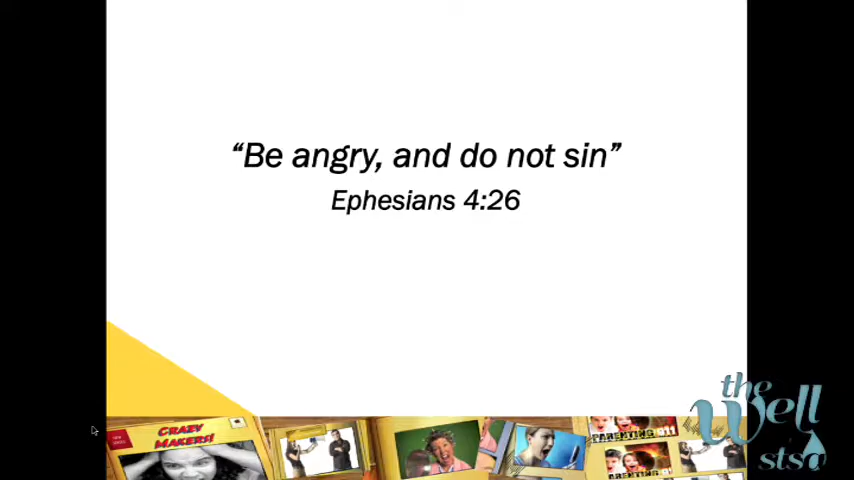 “Be angry, and do not sin”
Ephesians 4:26
CRAZY
MAKERS!
PARENTING 911
the
well
stsa